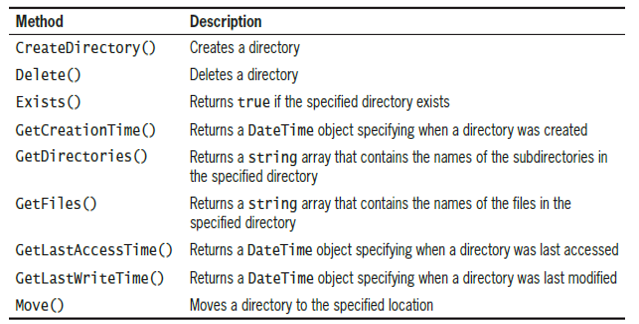 Method Description
CreateDirectory() Creates a directory
Delete() Deletes a directory
Exists() Returns true if the specified directory exists
GetCreationTime() Returns a DateTime object specifying when a directory was created
GetDirectories() Returns a string array that contains the names of the subdirectories in
the specified directory
GetFiles() Returns a string array that contains the names of the files in the
specified directory
GetLastAccessTime() Returns a DateTime object specifying when a directory was last accessed
GetLastWriteTime() Returns a DateTime object specifying when a directory was last modified
Move() Moves a directory to the specified location